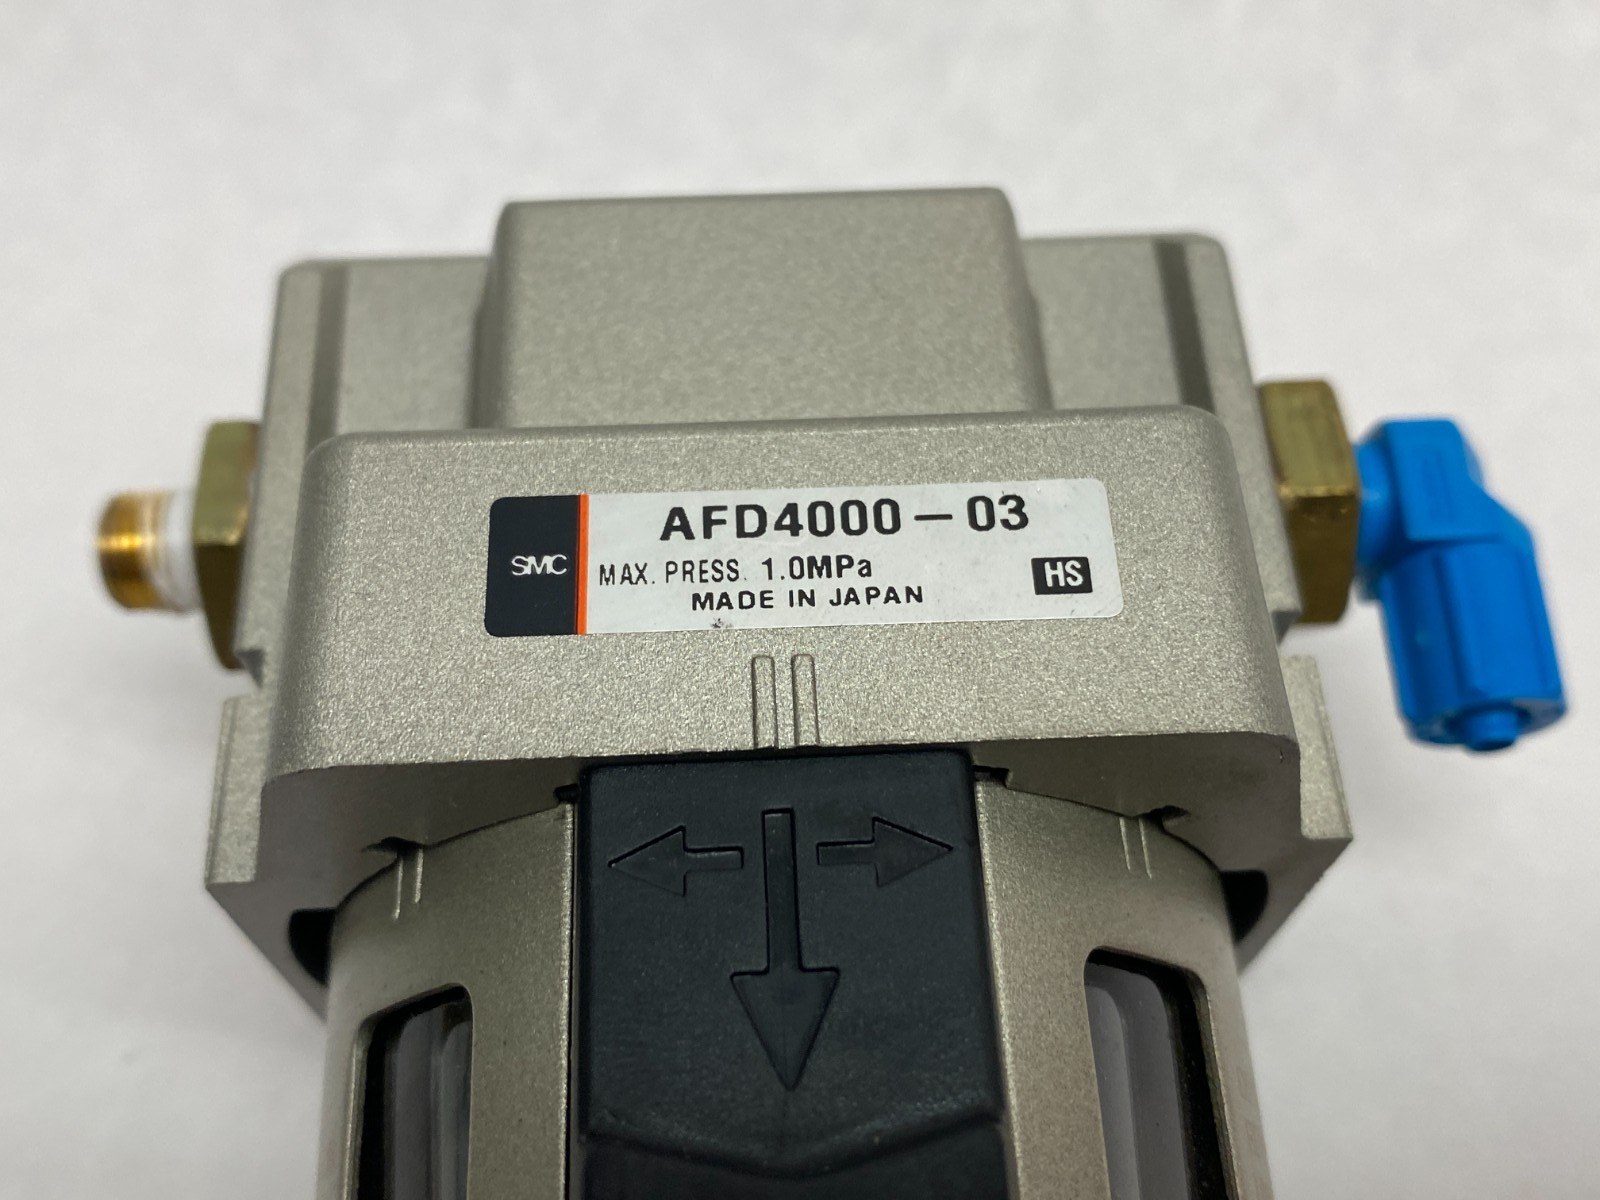 AFD4000-03
SMC MAX. PRESS. 1.0MPa HS
MADE IN JAPAN